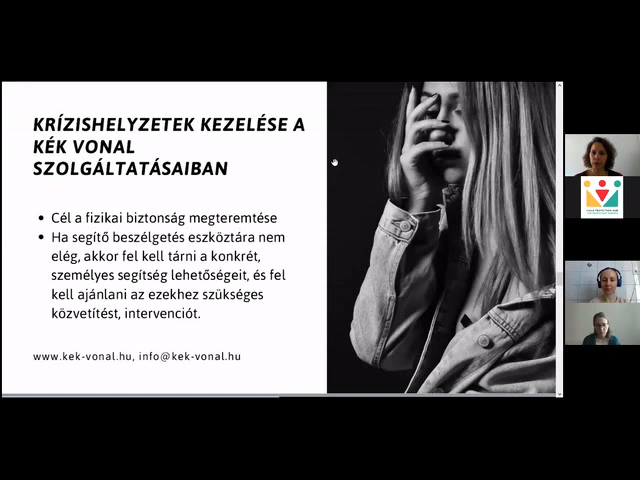 KRÍZISHELYZETEK KEZELÉSE A
KÉK VONAL
SZOLGÁLTATÁSAIBAN
• Cél a fizikai biztonság megteremtése
• Ha segítő beszélgetés eszköztára nem
elég, akkor fel kell tárni a konkrét,
személyes segítség lehetőségeit, és fel
kell ajánlani az ezekhez szükséges
közvetítést, intervenciót.
www.kek-vonal.hu, info@kek-vonal.hu